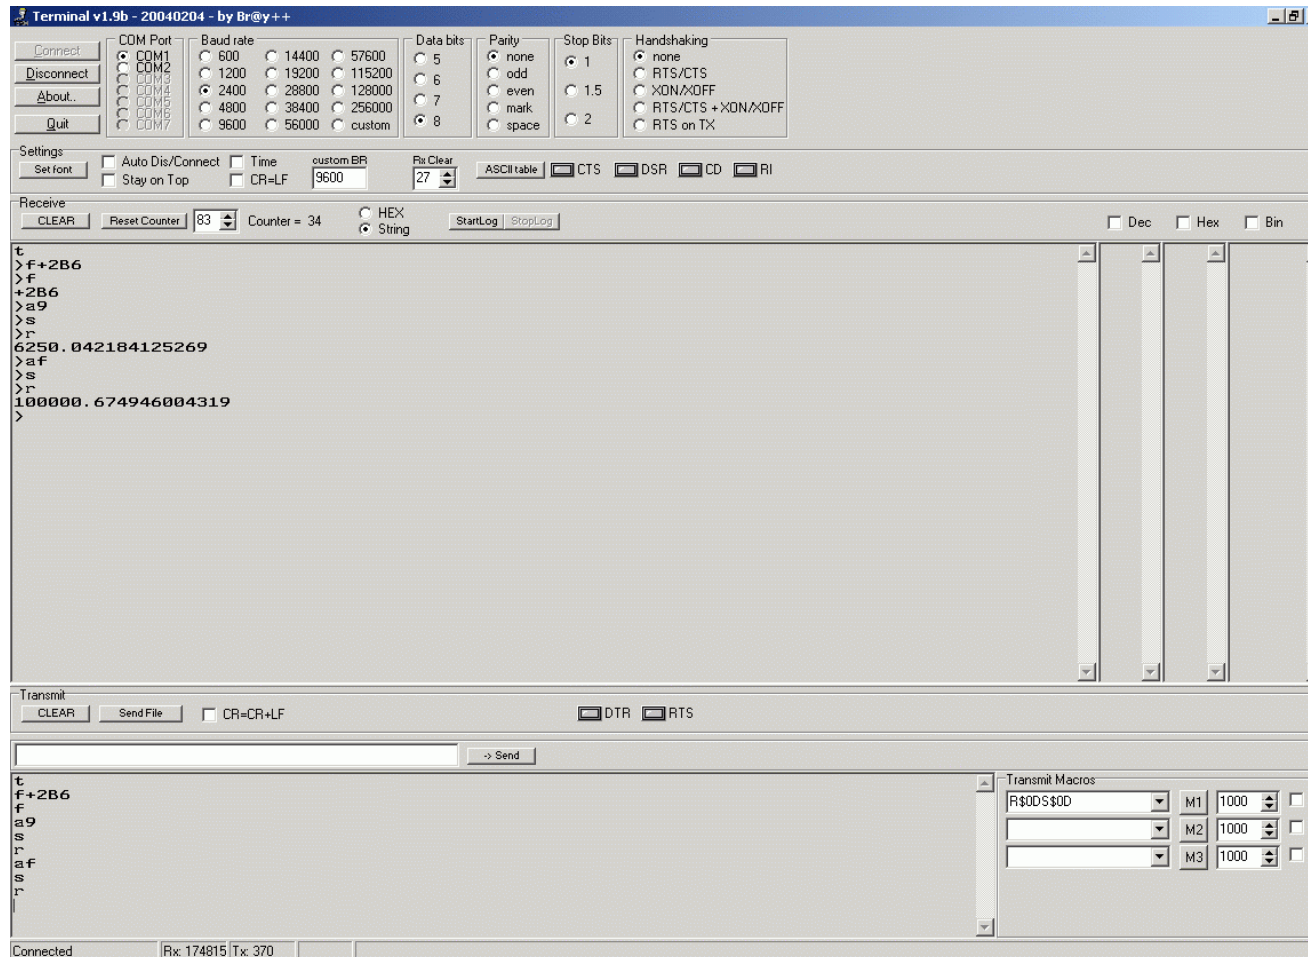 Terminal v1.9b - 20040204 - by Br@y++
Connect
Disconnect
About..
Quit
COM Port
COM1
COM2
COM3
COM4
COM5
COM6
COM7
Baud rate
600 14400 57600
1200 19200 115200
2400 28800 128000
4800 38400 256000
9600 56000 custom
Data bits
5
6
7
8
Parity
none
odd
even
mark
space
Stop Bits
1
1.5
2
Handshaking
none
RTS/CTS
XON/XOFF
RTS/CTS + XON/XOFF
RTS on TX
Settings
Set font
Auto Dis/Connect Time
Stay on Top CR=LF
custom BR
9600
Rx Clear
27
ASCII table CTS DSR CD RI
Receive
CLEAR Reset Counter 83 Counter = 34
HEX
String
StartLog StopLog
Dec Hex Bin
t
>f+2B6
>f
+2B6
>a9
>s
>r
6250.042184125269
>af
>s
>r
100000.674946004319
>
Transmit
CLEAR Send File CR=CR+LF DTR RTS
-> Send
t
f+2B6
f
a9
s
r
af
s
r
Transmit Macros
R$0DS$0D M1 1000
M2 1000
M3 1000
Connected Rx: 174815 Tx: 370